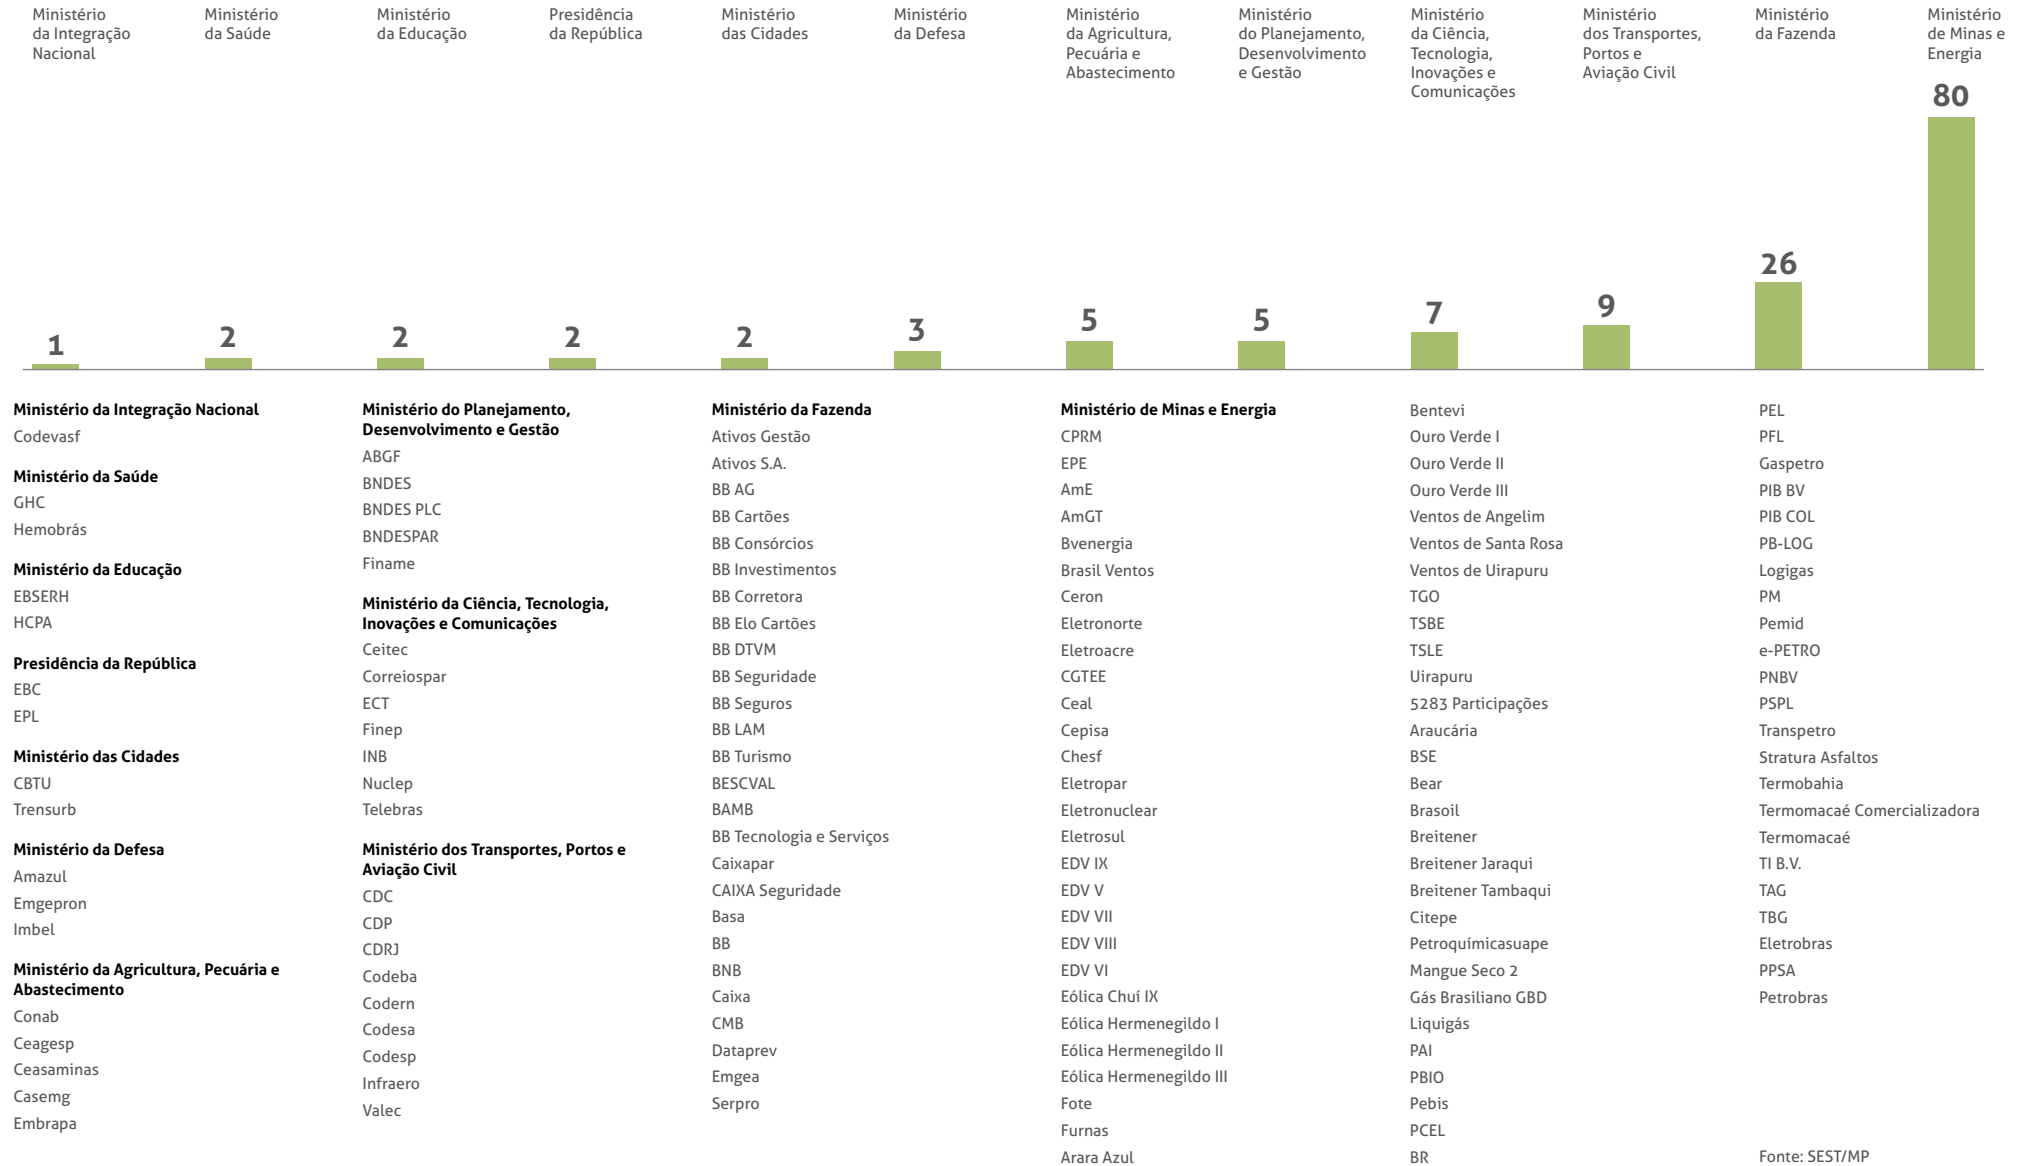 Ministério
da Integração
Nacional
Ministério
da Saúde
Ministério
da Educação
Presidência
da República
Ministério
das Cidades
Ministério
da Defesa
Ministério
da Agricultura,
Pecuária e
Abastecimento
Ministério
do Planejamento,
Desenvolvimento
e Gestão
Ministério
da Ciência,
Tecnologia,
Inovações e
Comunicações
Ministério
dos Transportes,
Portos e
Aviação Civil
Ministério
da Fazenda
Ministério
de Minas e
Energia
1
2
2
2
2
3
5
5
7
9
26
80
Ministério da Integração Nacional
Codevasf
Ministério da Saúde
GHC
Hemobrás
Ministério da Educação
EBSERH
HCPA
Presidência da República
EBC
EPL
Ministério das Cidades
CBTU
Trensurb
Ministério da Defesa
Amazul
Emgepron
Imbel
Ministério da Agricultura, Pecuária e
Abastecimento
Conab
Ceagesp
Ceasaminas
Casemg
Embrapa
Ministério do Planejamento,
Desenvolvimento e Gestão
ABGF
BNDES
BNDES PLC
BNDESPAR
Finame
Ministério da Ciência, Tecnologia,
Inovações e Comunicações
Ceitec
Correiospar
ECT
Finep
INB
Nuclep
Telebras
Ministério dos Transportes, Portos e
Aviação Civil
CDC
CDP
CDRJ
Codeba
Codern
Codesa
Codesp
Infraero
Valec
Ministério da Fazenda
Ativos Gestão
Ativos S.A.
BB AG
BB Cartões
BB Consórcios
BB Investimentos
BB Corretora
BB Elo Cartões
BB DTVM
BB Seguridade
BB Seguros
BB LAM
BB Turismo
BESCVAL
BAMB
BB Tecnologia e Serviços
Caixapar
CAIXA Seguridade
Basa
BB
BNB
Caixa
CMB
Dataprev
Emgea
Serpro
Ministério de Minas e Energia
CPRM
EPE
AmE
AmGT
Bvenergia
Brasil Ventos
Ceron
Eletronorte
Eletroacre
CGTEE
Ceal
Cepisa
Chesf
Eletropar
Eletronuclear
Eletrosul
EDV IX
EDV V
EDV VII
EDV VIII
EDV VI
Eólica Chuí IX
Eólica Hermenegildo I
Eólica Hermenegildo II
Eólica Hermenegildo III
Fote
Furnas
Arara Azul
Bentevi
Ouro Verde I
Ouro Verde II
Ouro Verde III
Ventos de Angelim
Ventos de Santa Rosa
Ventos de Uirapuru
TGO
TSBE
TSLE
Uirapuru
5283 Participações
Araucária
BSE
Bear
Brasoil
Breitener
Breitener Jaraqui
Breitener Tambaqui
Citepe
Petroquímicasuape
Mangue Seco 2
Gás Brasiliano GBD
Liquigás
PAI
PBIO
Pebis
PCEL
BR
PEL
PFL
Gaspetro
PIB BV
PIB COL
PB-LOG
Logigas
PM
Pemid
e-PETRO
PNBV
PSPL
Transpetro
Stratura Asfaltos
Termobahia
Termomacaé Comercializadora
Termomacaé
TI B.V.
TAG
TBG
Eletrobras
PPSA
Petrobras
Fonte: SEST/MP